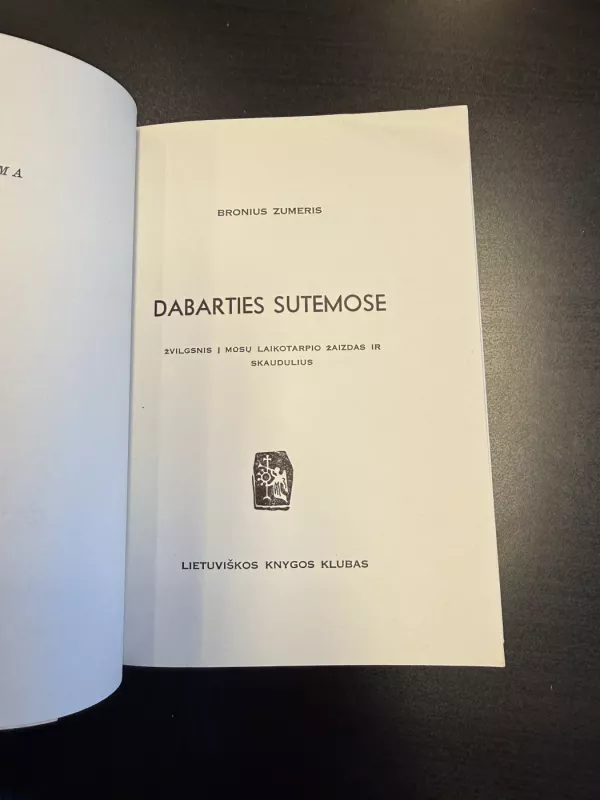 M A
BRONIUS ZUMERIS
DABARTIES SUTEMOSE
ŽVILGSNIS Į MŪSŲ LAIKOTARPIO ŽAIZDAS IR
SKAUDULIUS
LIETUVIŠKOS KNYGOS KLUBAS